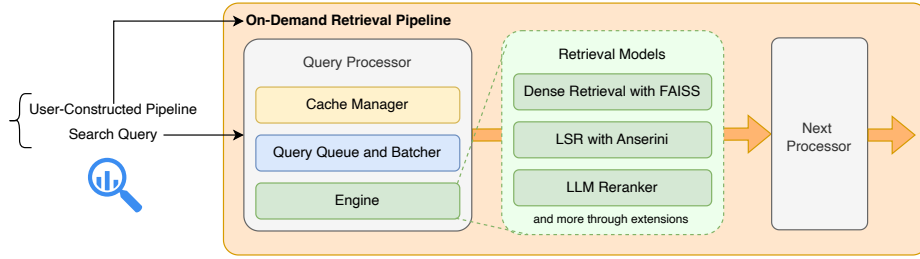 On-Demand Retrieval Pipeline
User-Constructed Pipeline
Search Query
Query Processor
Cache Manager
Query Queue and Batcher
Engine
Retrieval Models
Dense Retrieval with FAISS
LSR with Anserini
LLM Reranker
and more through extensions
Next
Processor